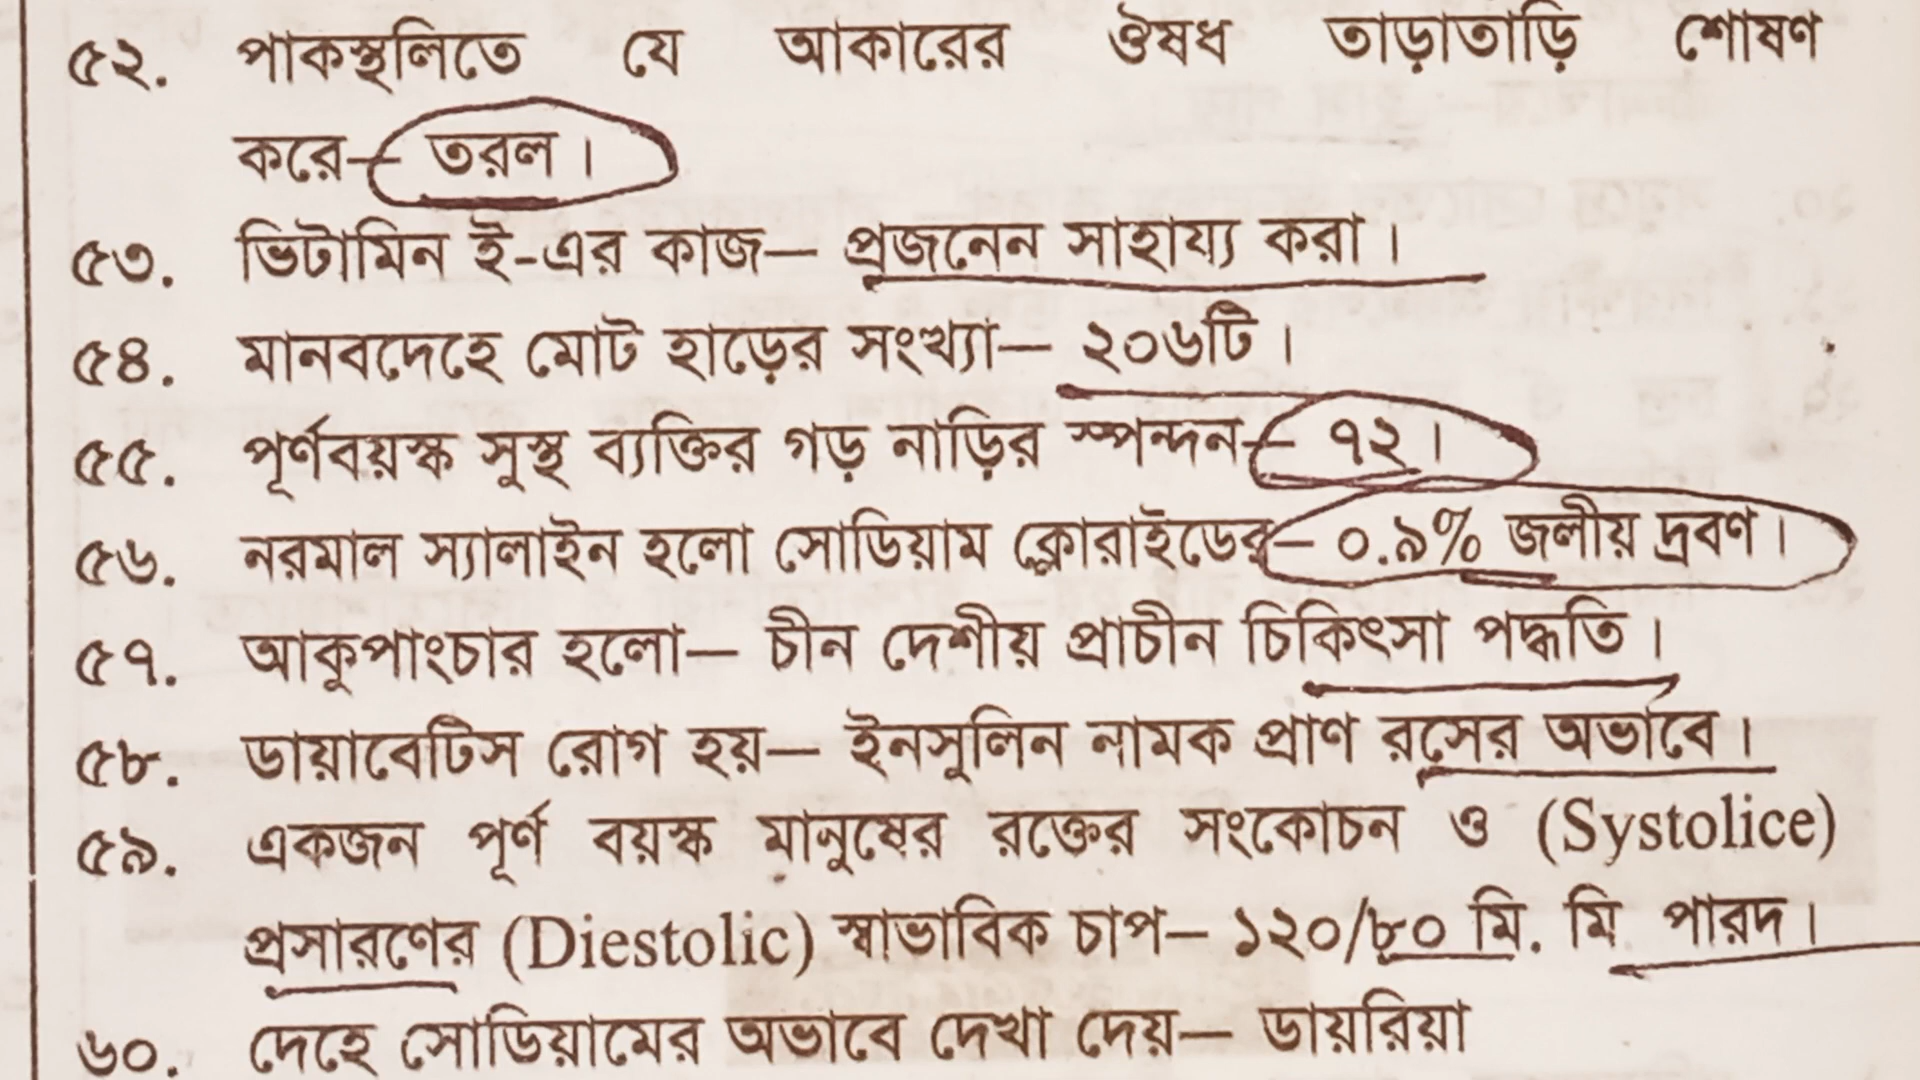 ৫২. পাকস্থলিতে যে আকারের ঔষধ তাড়াতাড়ি শোষণ
করে— তরল।
৫৩. ভিটামিন ই-এর কাজ— প্রজনেন সাহায্য করা।
৫৪. মানবদেহে মোট হাড়ের সংখ্যা— ২০৬টি।
৫৫. পূর্ণবয়স্ক সুস্থ ব্যক্তির গড় নাড়ির স্পন্দন— ৭২।
৫৬. নরমাল স্যালাইন হলো সোডিয়াম ক্লোরাইডের— ০.৯% জলীয় দ্রবণ।
৫৭. আকুপাংচার হলো— চীন দেশীয় প্রাচীন চিকিৎসা পদ্ধতি।
৫৮. ডায়াবেটিস রোগ হয়— ইনসুলিন নামক প্রাণ রসের অভাবে।
৫৯. একজন পূর্ণ বয়স্ক মানুষের রক্তের সংকোচন ও (Systolice)
প্রসারণের (Diestolic) স্বাভাবিক চাপ— ১২০/৮০ মি. মি পারদ।
৬০. দেহে সোডিয়ামের অভাবে দেখা দেয়— ডায়রিয়া